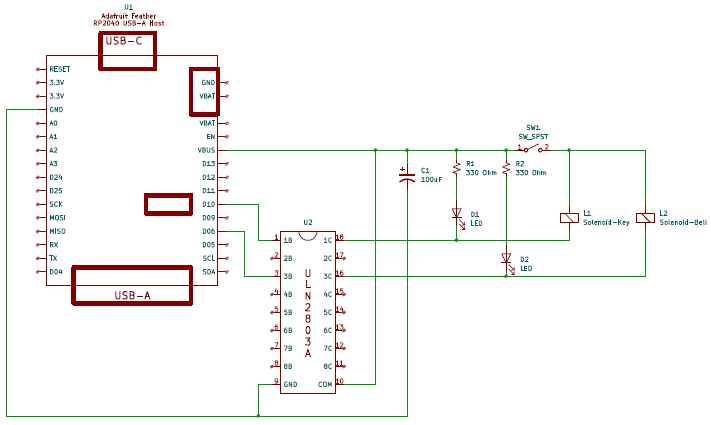 U1
Adafruit Feather
RP2040 USB-A Host
USB-C
RESET
3.3V
3.3V
GND
A0
A1
A2
A3
D24
D25
SCK
MOSI
MISO
RX
TX
D04
GND
VBAT
VBAT
EN
VBUS
D13
D12
D11
D10
D09
D06
D05
SCL
SDA
USB-A
U2
ULN2803A
1 1B
2 2B
3 3B
4 4B
5 5B
6 6B
7 7B
8 8B
9 GND
1C 18
2C 17
3C 16
4C 15
5C 14
6C 13
7C 12
8C 11
COM 10
+
C1
100uF
R1
330 Ohm
R2
330 Ohm
SW1
SW_SPST
1 2
D1
LED
D2
LED
L1
Solenoid-Key
L2
Solenoid-Bell